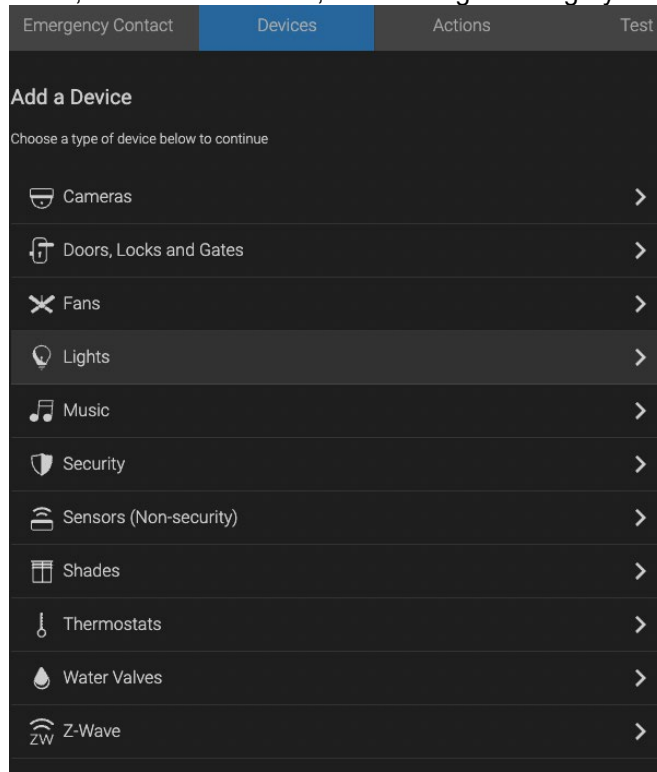 Emergency Contact Devices Actions Test
Add a Device
Choose a type of device below to continue
Cameras
Doors, Locks and Gates
Fans
Lights
Music
Security
Sensors (Non-security)
Shades
Thermostats
Water Valves
ZW Z-Wave